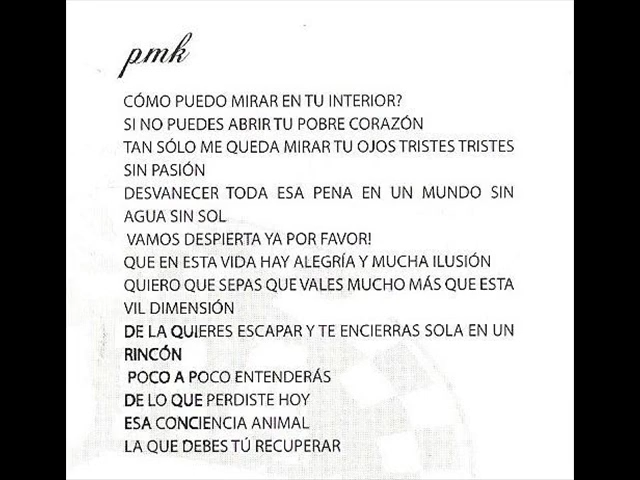 pmk
CÓMO PUEDO MIRAR EN TU INTERIOR?
SI NO PUEDES ABRIR TU POBRE CORAZÓN
TAN SÓLO ME QUEDA MIRAR TU OJOS TRISTES TRISTES
SIN PASIÓN
DESVANECER TODA ESA PENA EN UN MUNDO SIN
AGUA SIN SOL
VAMOS DESPIERTA YA POR FAVOR!
QUE EN ESTA VIDA HAY ALEGRÍA Y MUCHA ILUSIÓN
QUIERO QUE SEPAS QUE VALES MUCHO MÁS QUE ESTA
VIL DIMENSIÓN
DE LA QUIERES ESCAPAR Y TE ENCIERRAS SOLA EN UN
RINCÓN
POCO A POCO ENTENDERÁS
DE LO QUE PERDISTE HOY
ESA CONCIENCIA ANIMAL
LA QUE DEBES TÚ RECUPERAR